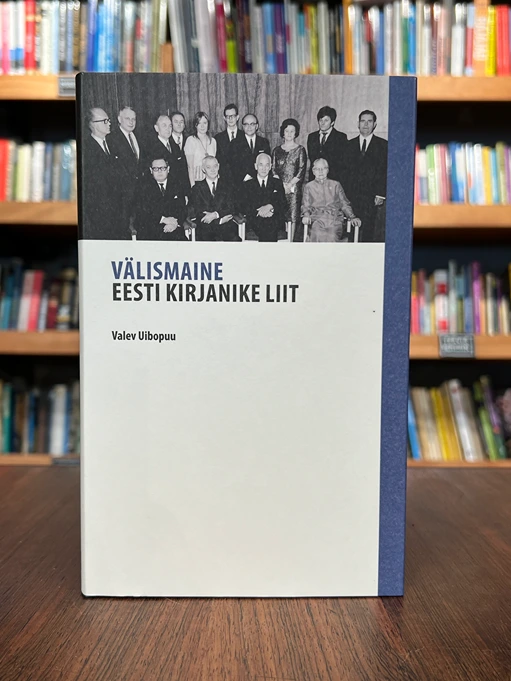 VÄLISMAINE
EESTI KIRJANIKE LIIT
Valev Uibopuu